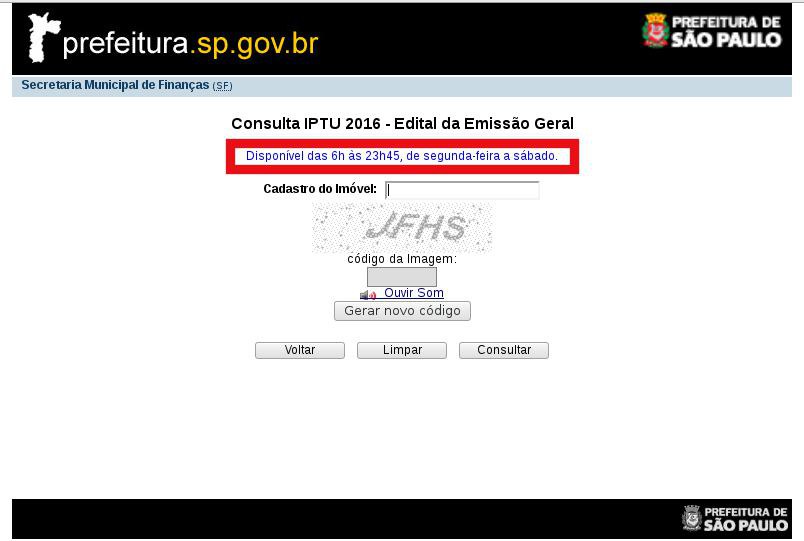 prefeitura.sp.gov.br
PREFEITURA DE
SÃO PAULO
Secretaria Municipal de Finanças (SF)
Consulta IPTU 2016 - Edital da Emissão Geral
Disponível das 6h às 23h45, de segunda-feira a sábado.
Cadastro do Imóvel:
JFHS
código da Imagem:
Ouvir Som
Gerar novo código
Voltar Limpar Consultar
PREFEITURA DE
SÃO PAULO